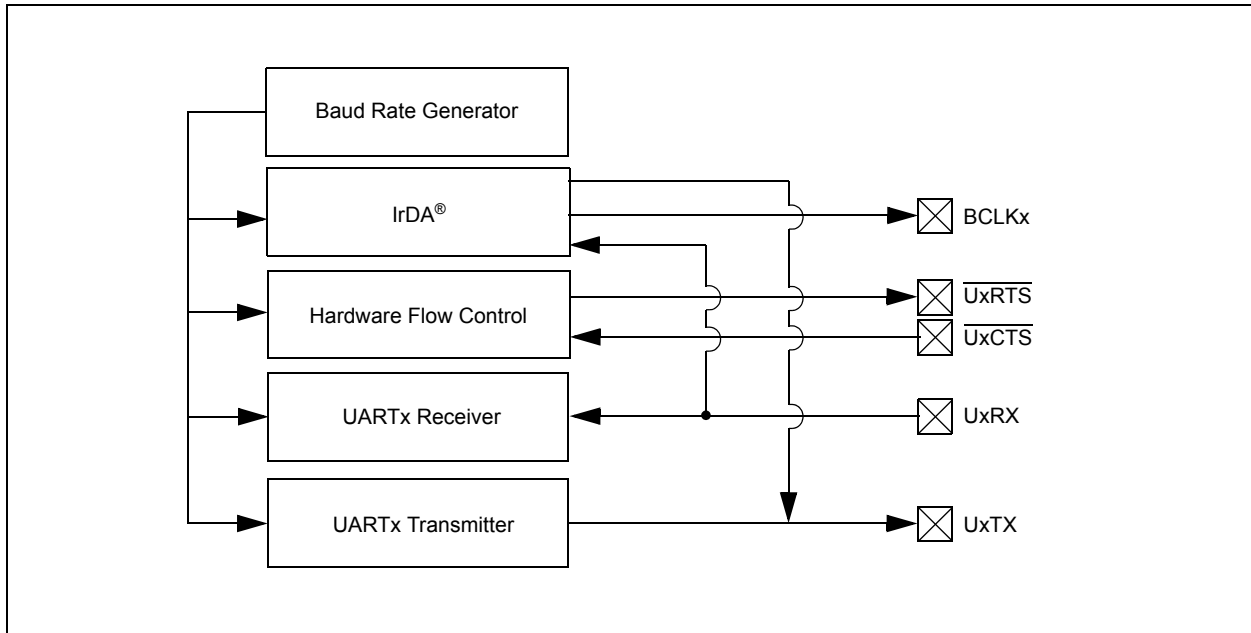 Baud Rate Generator
IrDA®
BCLKx
Hardware Flow Control
UxRTS
UxCTS
UARTx Receiver
UxRX
UARTx Transmitter
UxTX